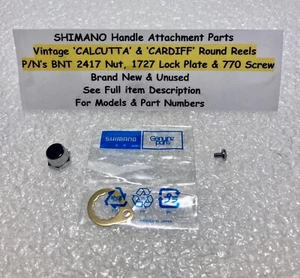 SHIMANO Handle Attachment Parts
Vintage 'CALCUTTA' & 'CARDIFF' Round Reels
P/N's BNT 2417 Nut, 1727 Lock Plate & 770 Screw
Brand New & Unused
See Full item Description
For Models & Part Numbers
SHIMANO
Genuine
parts